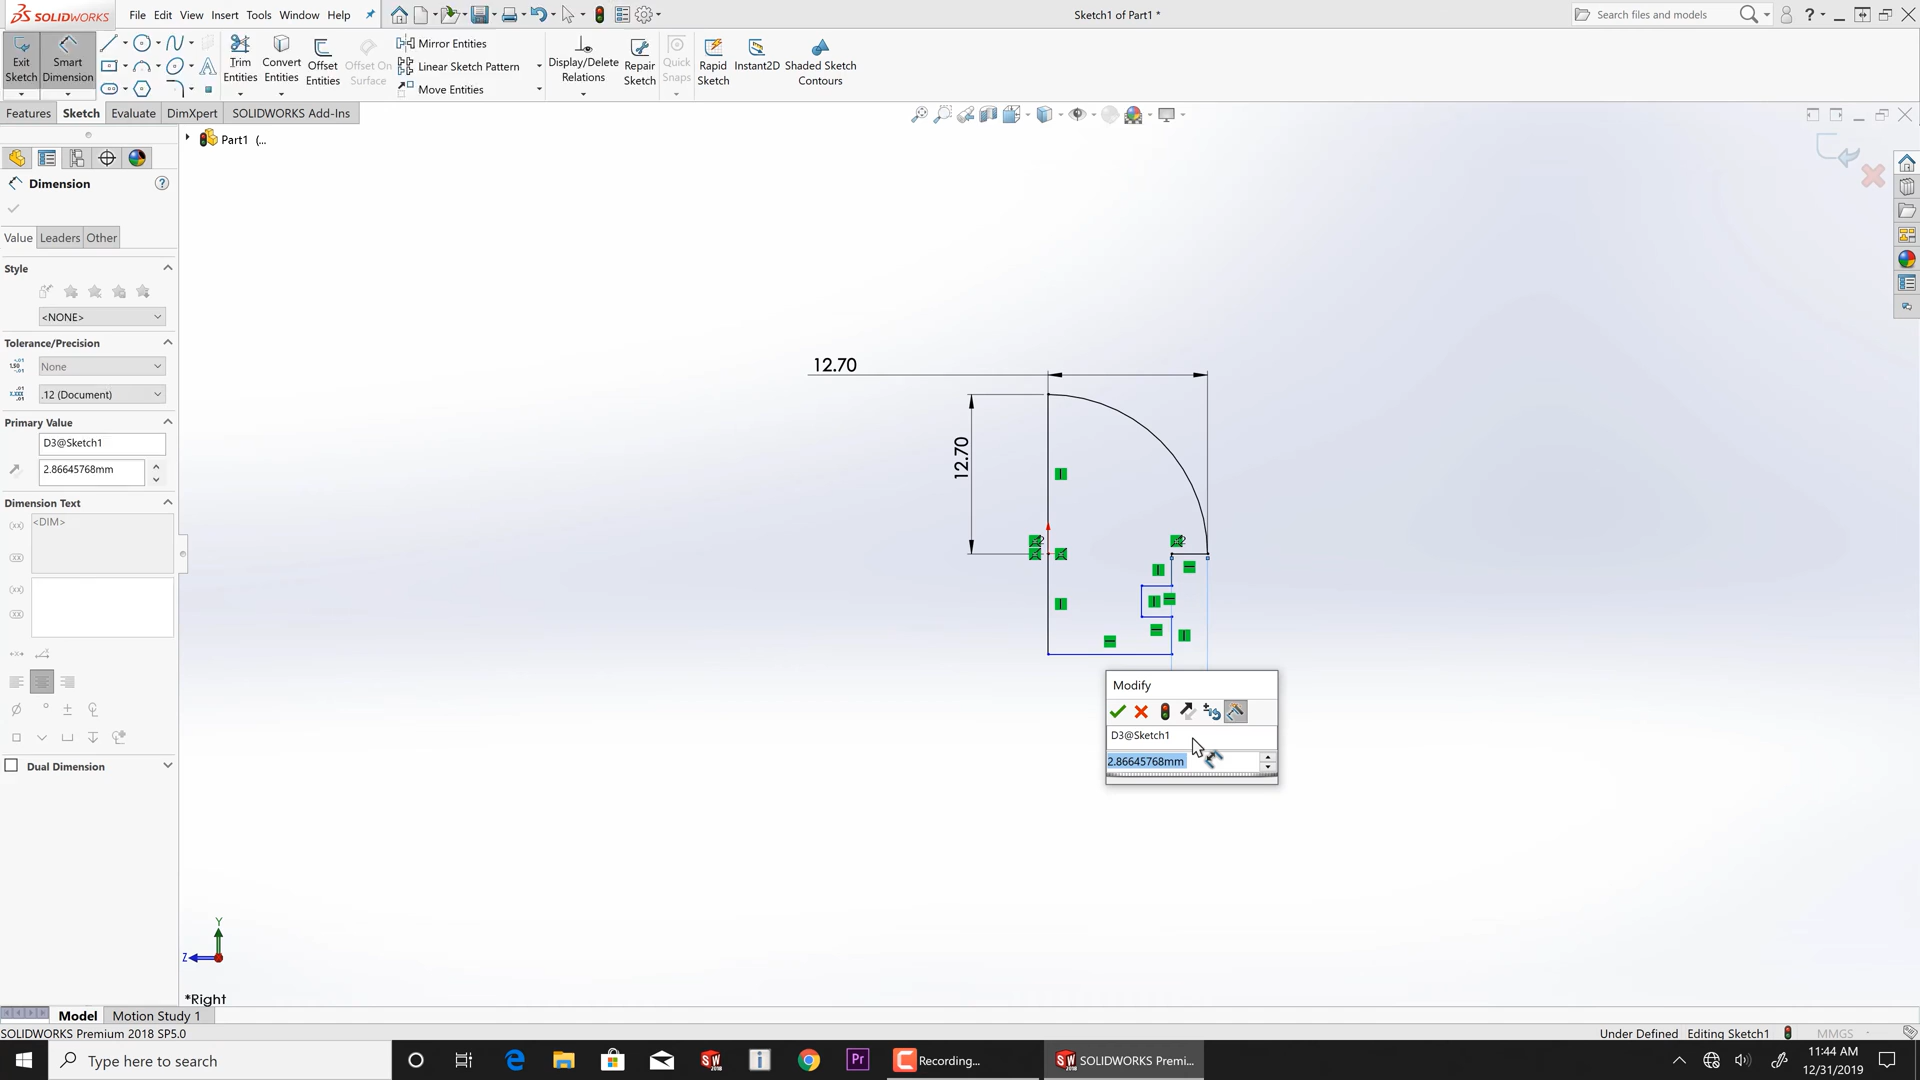 SOLIDWORKS File Edit View Insert Tools Window Help Sketch1 of Part1 * Search files and models
Exit Sketch
Smart Dimension
Trim Entities
Convert Entities
Offset Entities
Offset On Surface
Mirror Entities
Linear Sketch Pattern
Move Entities
Display/Delete Relations
Repair Sketch
Quick Snaps
Rapid Sketch
Instant2D
Shaded Sketch Contours
Features Sketch Evaluate DimXpert SOLIDWORKS Add-Ins
Part1 (...
Dimension
Value Leaders Other
Style
<NONE>
Tolerance/Precision
None
.12 (Document)
Primary Value
D3@Sketch1
2.86645768mm
Dimension Text
<DIM>
Dual Dimension
12.70
12.70
Modify
D3@Sketch1
2.86645768mm
Y
Z
*Right
Model Motion Study 1
SOLIDWORKS Premium 2018 SP5.0
Under Defined Editing Sketch1 MMGS
Type here to search
Recording...
SOLIDWORKS Premi...
11:44 AM
12/31/2019